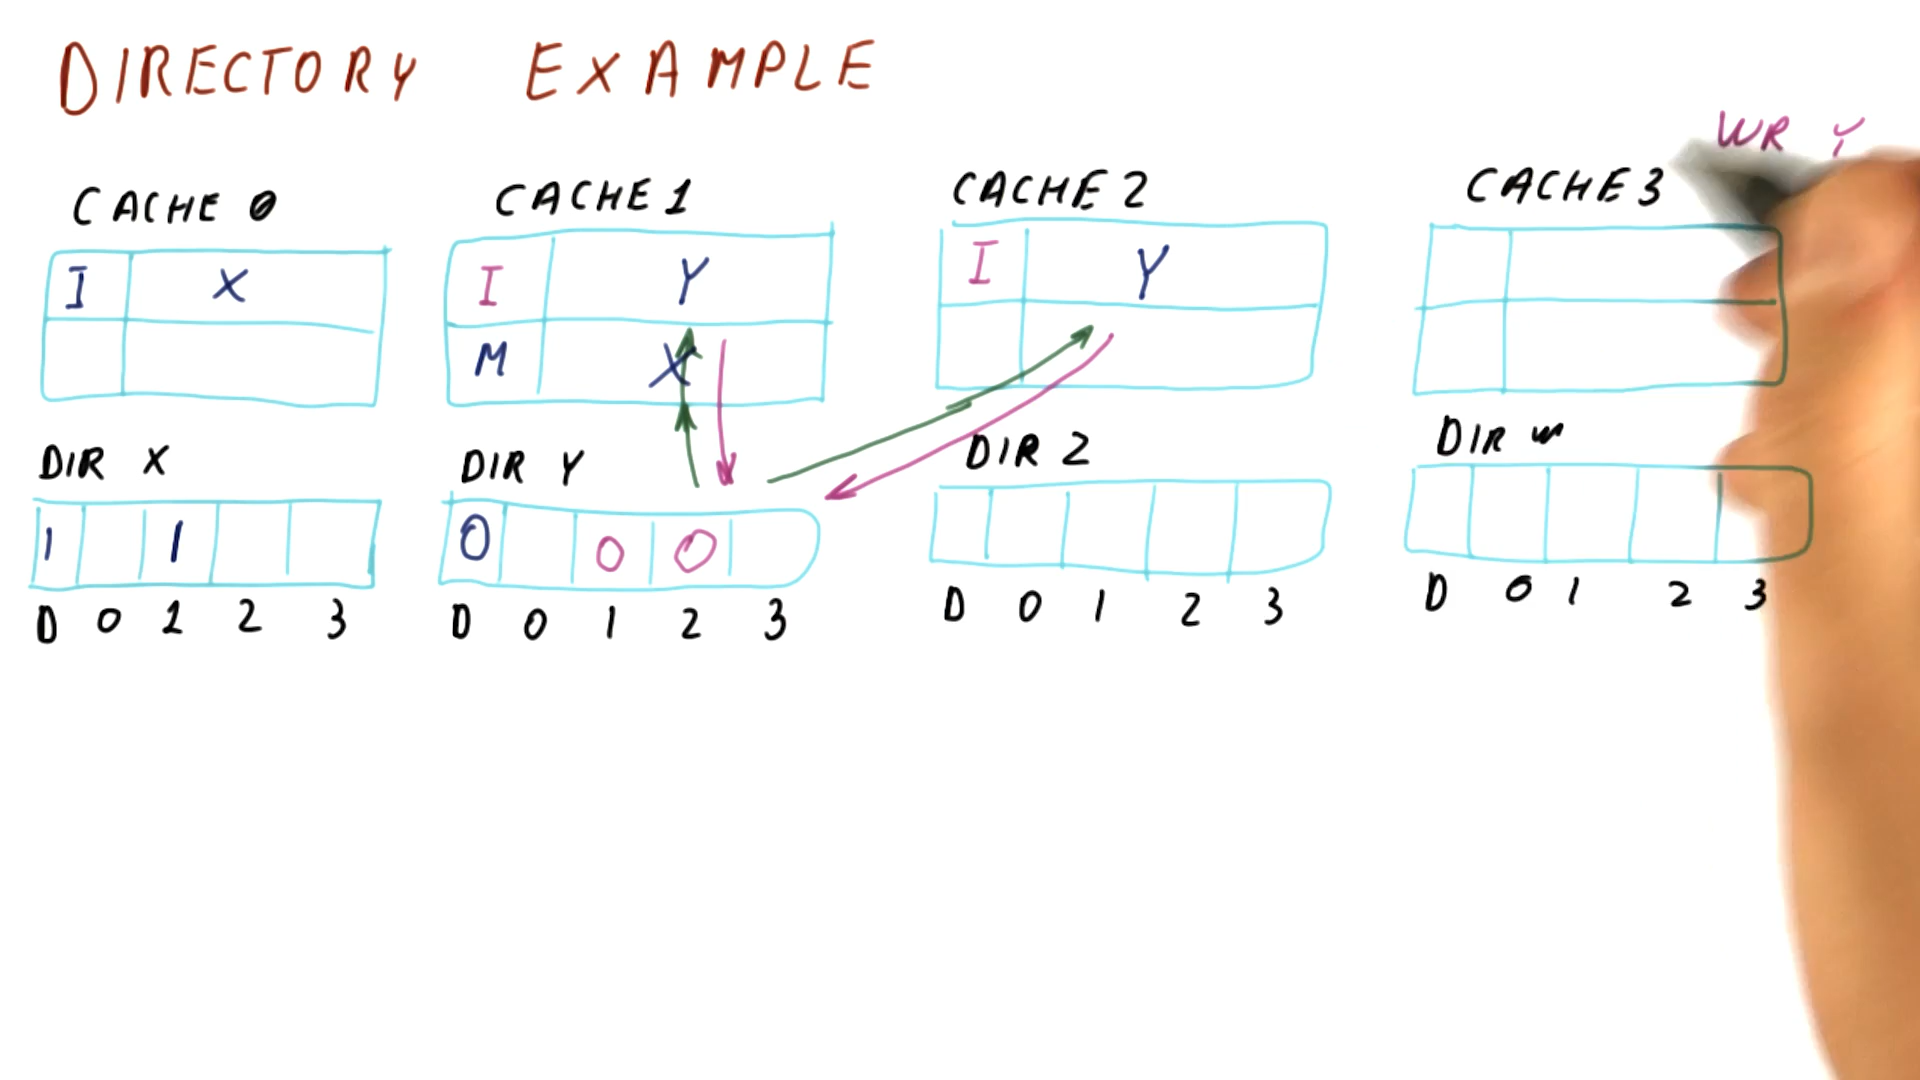 DIRECTORY EXAMPLE
WR Y
CACHE 0 CACHE 1 CACHE 2 CACHE 3
I X I Y I Y
M X
DIR X DIR Y DIR Z DIR W
1 1 0 0 0
D 0 1 2 3 D 0 1 2 3 D 0 1 2 3 D 0 1 2 3